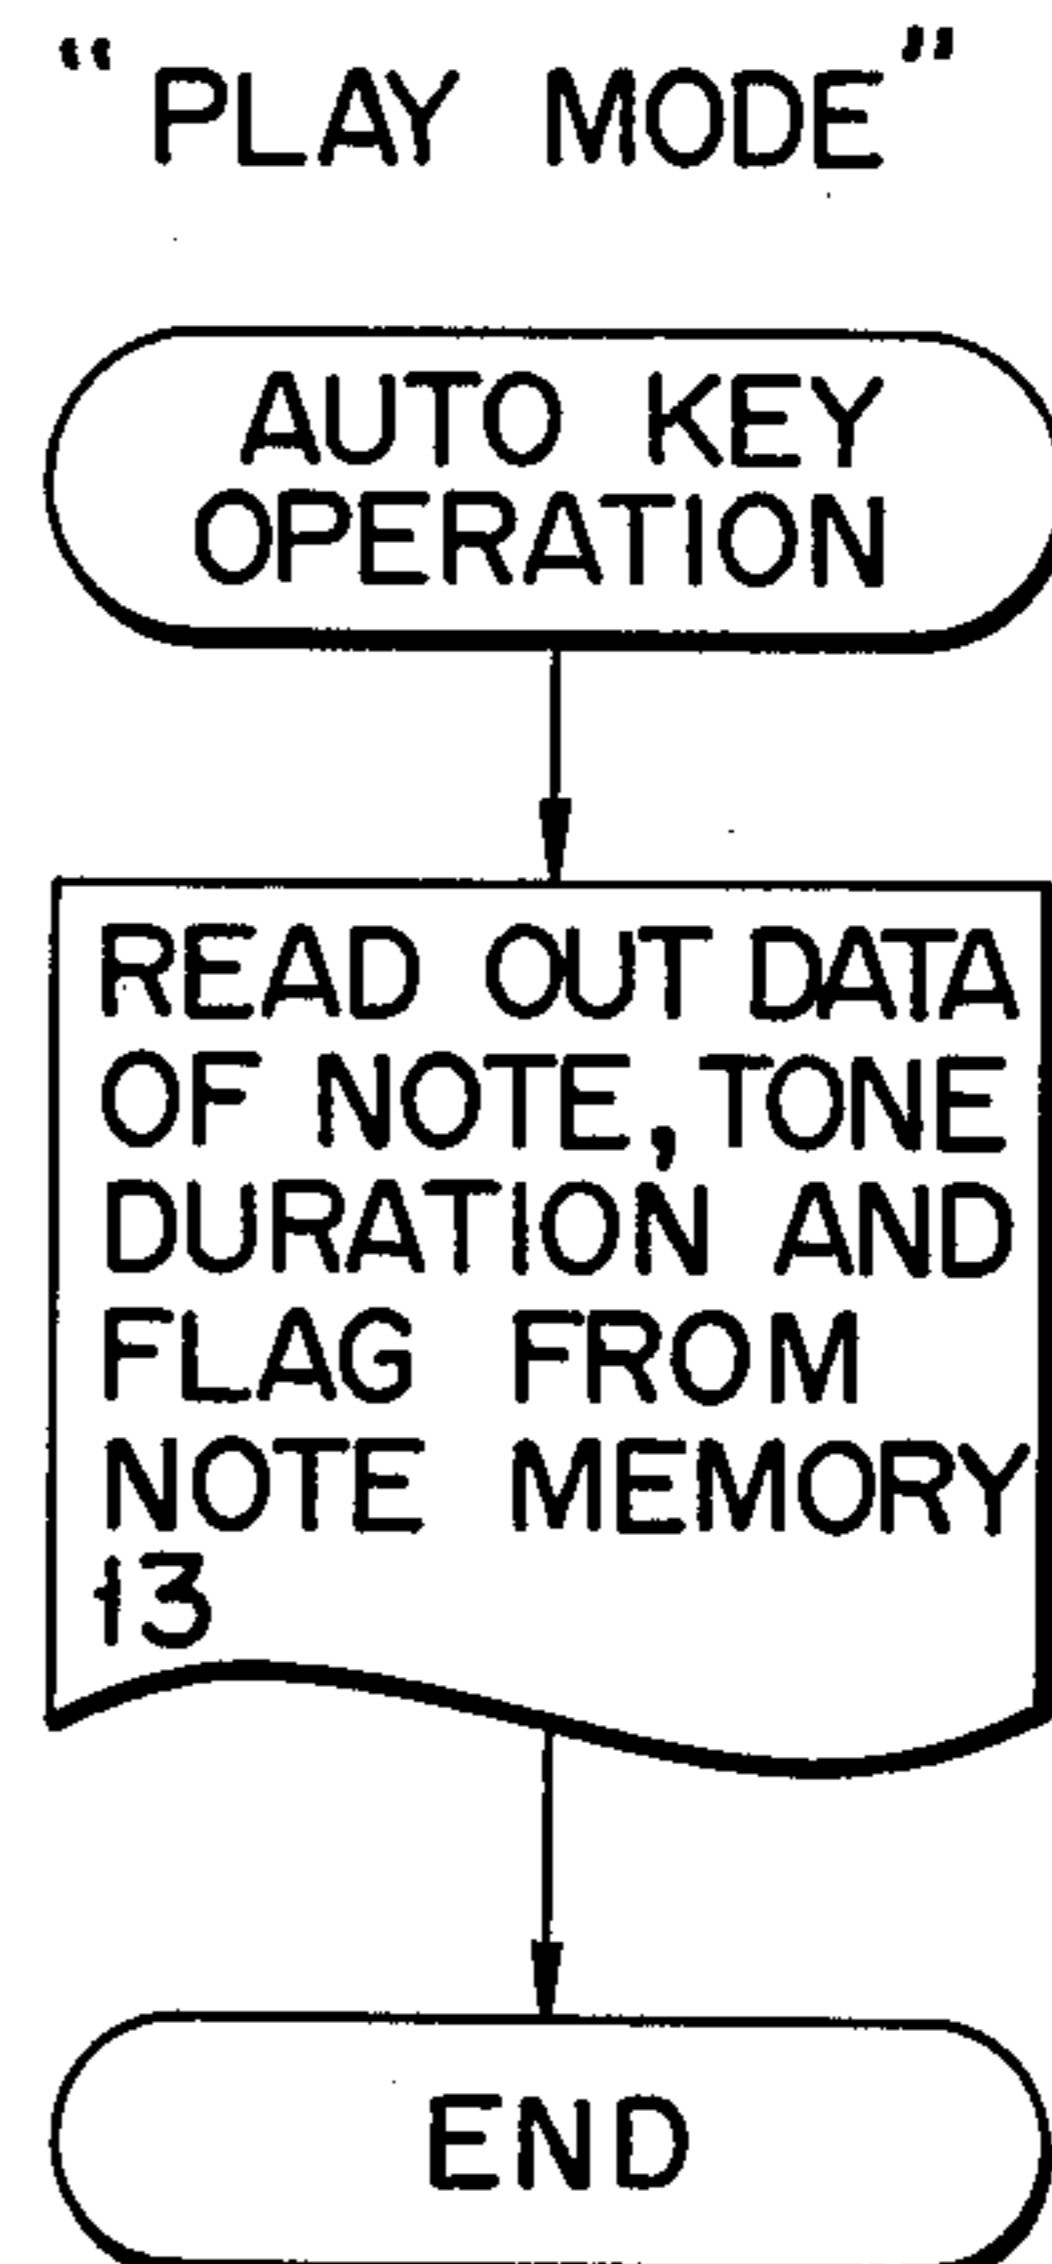 “PLAY MODE”
AUTO KEY
OPERATION
READ OUT DATA
OF NOTE, TONE
DURATION AND
FLAG FROM
NOTE MEMORY
13
END